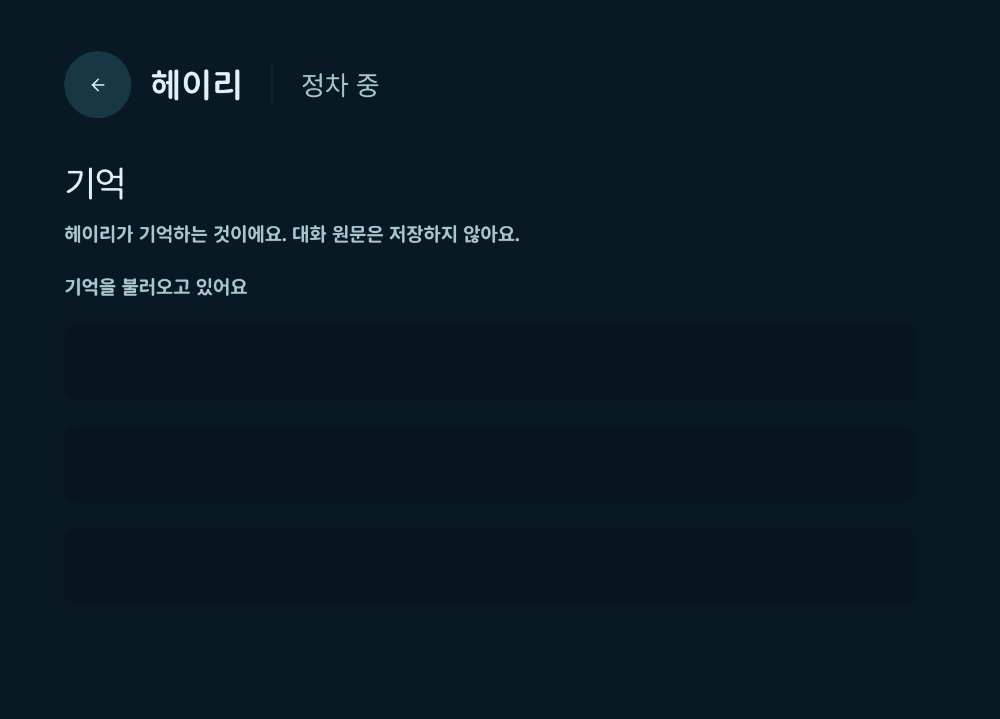 헤이리
정차 중
기억
헤이리가 기억하는 것이에요. 대화 원문은 저장하지 않아요.
기억을 불러오고 있어요